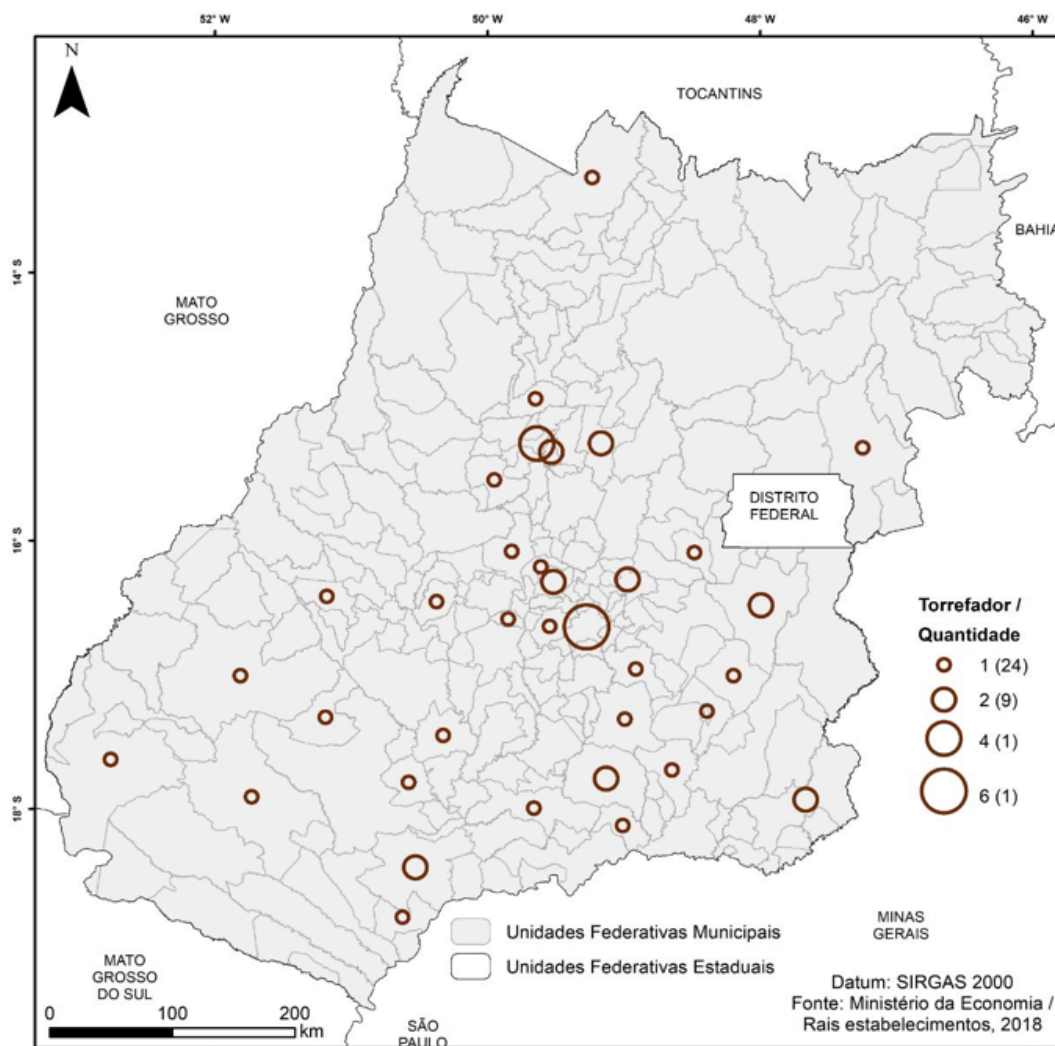 52° W
50° W
48° W
46° W
N
TOCANTINS
BAHIA
14° S
MATO
GROSSO
DISTRITO
FEDERAL
16° S
Torrefador /
Quantidade
1 (24)
2 (9)
4 (1)
6 (1)
18° S
Unidades Federativas Municipais
Unidades Federativas Estaduais
MINAS
GERAIS
MATO
GROSSO
DO SUL
Datum: SIRGAS 2000
Fonte: Ministério da Economia /
Rais estabelecimentos, 2018
0 100 200
km
SÃO
PAULO